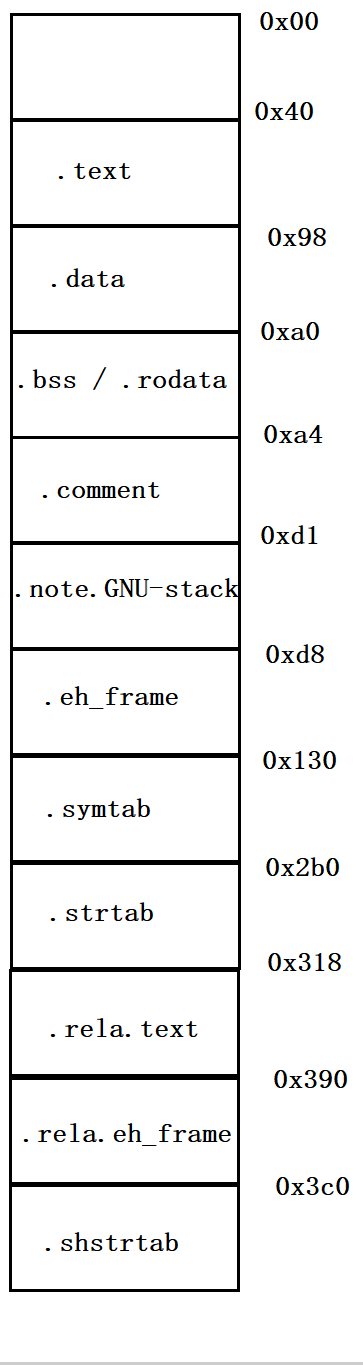 0x00
0x40
.text
0x98
.data
0xa0
.bss / .rodata
0xa4
.comment
0xd1
.note.GNU-stack
0xd8
.eh_frame
0x130
.symtab
0x2b0
.strtab
0x318
.rela.text
0x390
.rela.eh_frame
0x3c0
.shstrtab